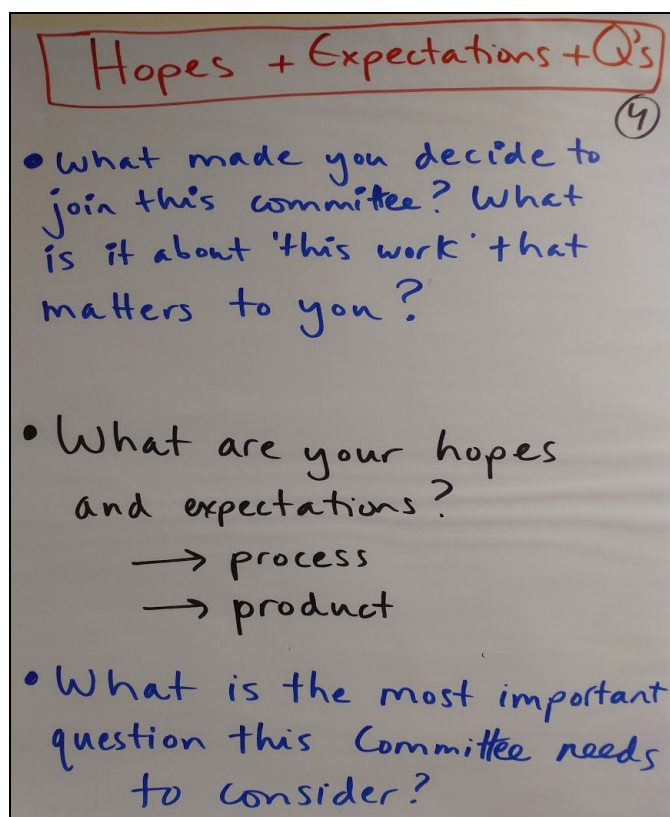 Hopes + Expectations + Q's
4
• What made you decide to
join this commitee? What
is it about 'this work' that
matters to you?
• What are your hopes
and expectations?
→ process
→ product
• What is the most important
question this Committee needs
to consider?